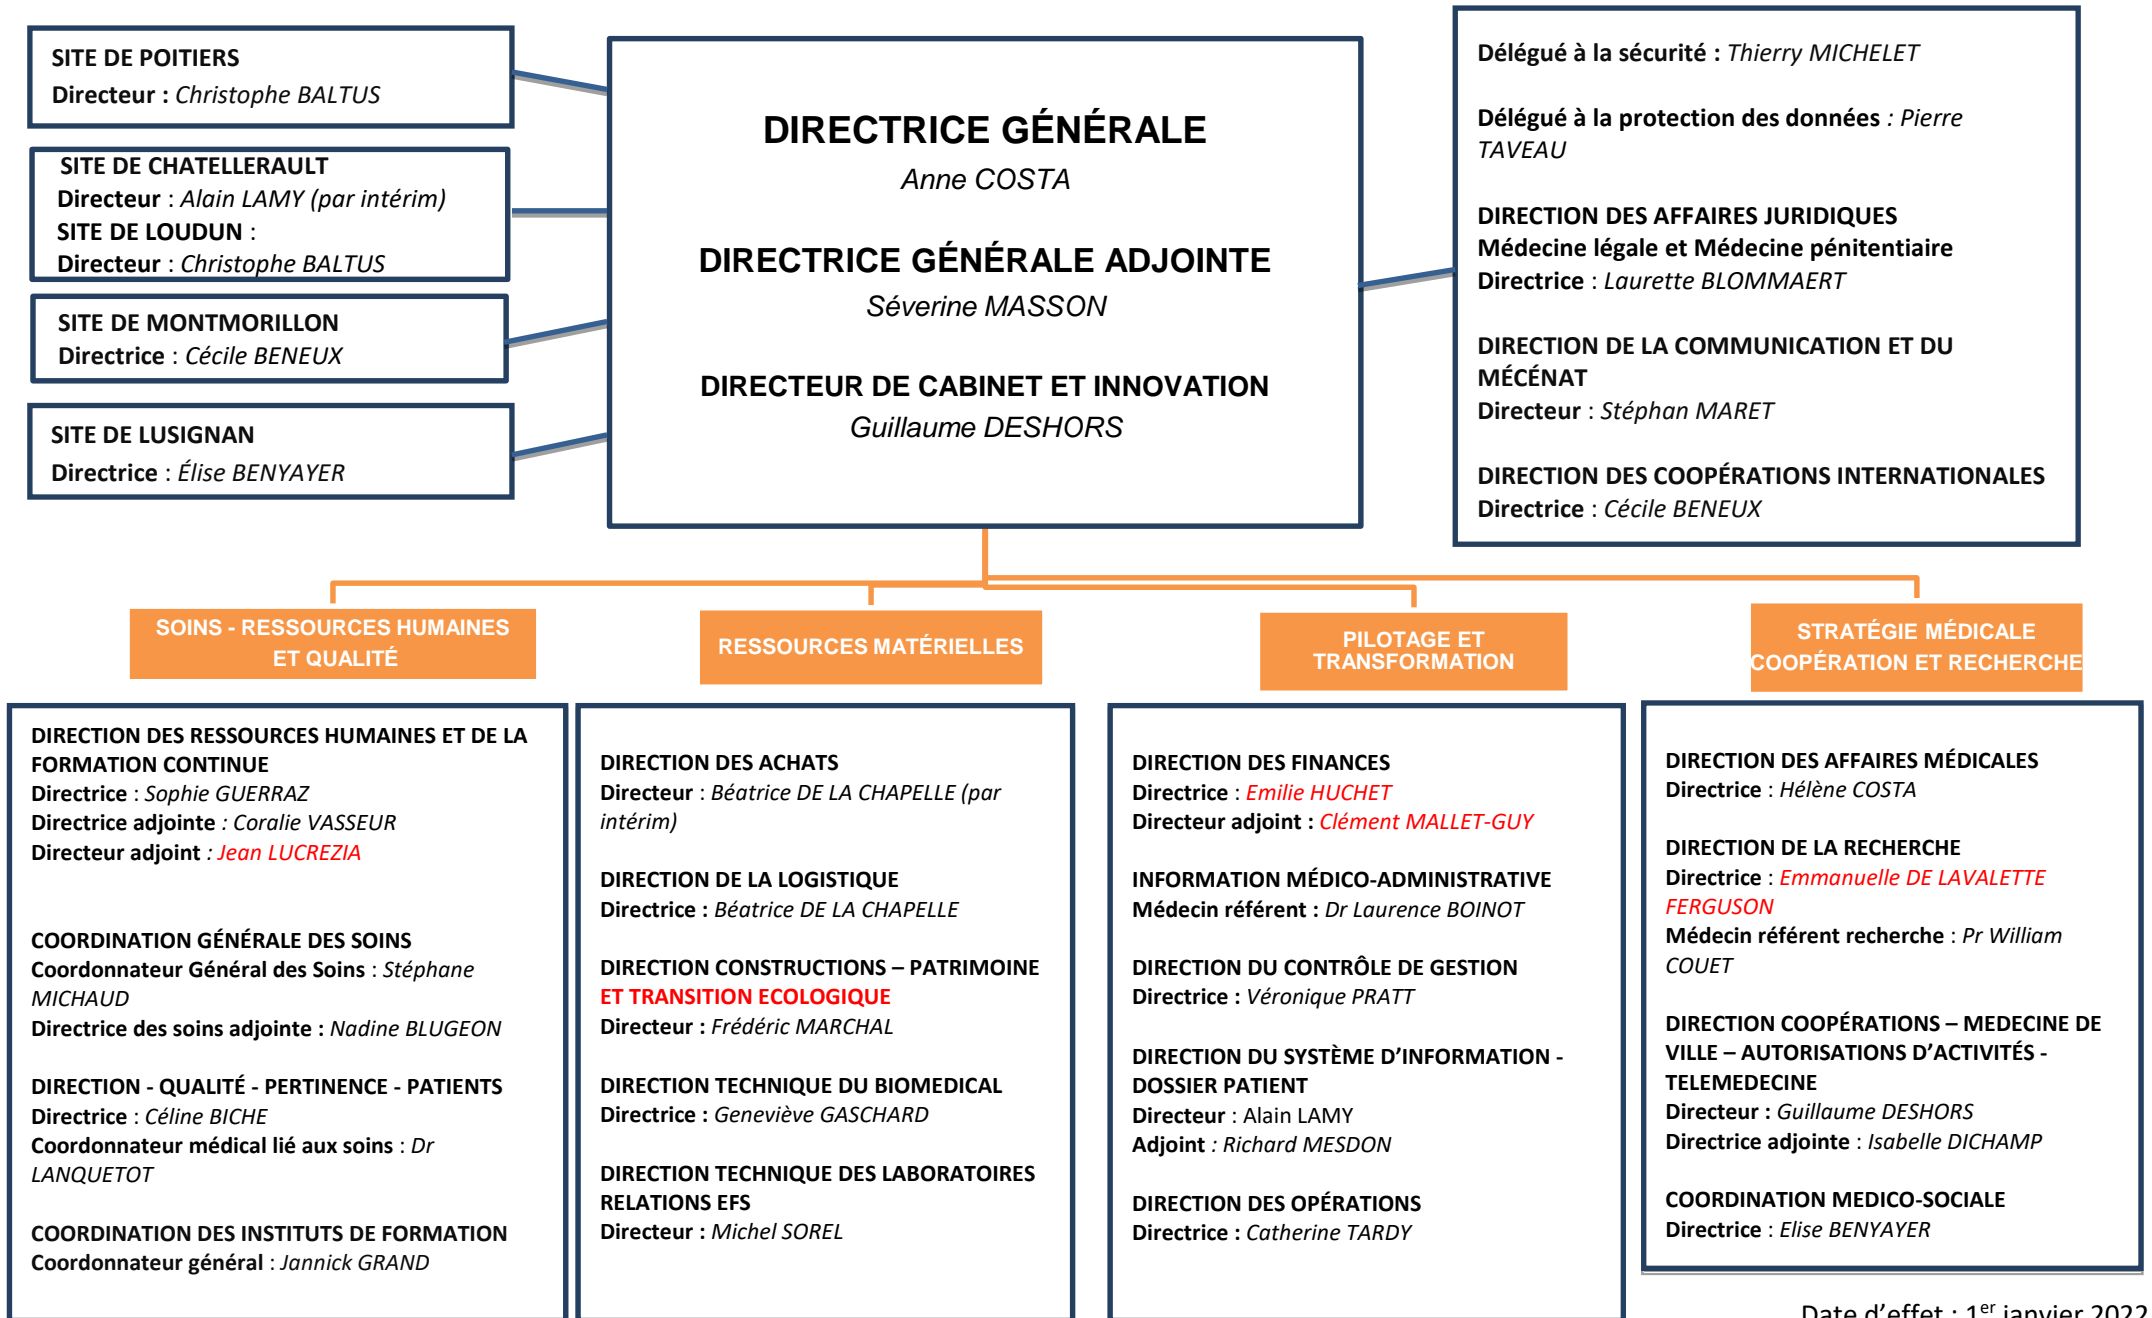 SITE DE POITIERS
Directeur : Christophe BALTUS
SITE DE CHATELLERAULT
Directeur : Alain LAMY (par intérim)
SITE DE LOUDUN :
Directeur : Christophe BALTUS
SITE DE MONTMORILLON
Directrice : Cécile BENEUX
SITE DE LUSIGNAN
Directrice : Élise BENYAYER
DIRECTRICE GÉNÉRALE
Anne COSTA
DIRECTRICE GÉNÉRALE ADJOINTE
Séverine MASSON
DIRECTEUR DE CABINET ET INNOVATION
Guillaume DESHORS
Délégué à la sécurité : Thierry MICHELET
Délégué à la protection des données : Pierre
TAVEAU
DIRECTION DES AFFAIRES JURIDIQUES
Médecine légale et Médecine pénitentiaire
Directrice : Laurette BLOMMAERT
DIRECTION DE LA COMMUNICATION ET DU
MÉCÉNAT
Directeur : Stéphan MARET
DIRECTION DES COOPÉRATIONS INTERNATIONALES
Directrice : Cécile BENEUX
SOINS - RESSOURCES HUMAINES
ET QUALITÉ
DIRECTION DES RESSOURCES HUMAINES ET DE LA
FORMATION CONTINUE
Directrice : Sophie GUERRAZ
Directrice adjointe : Coralie VASSEUR
Directeur adjoint : Jean LUCREZIA
COORDINATION GÉNÉRALE DES SOINS
Coordonnateur Général des Soins : Stéphane
MICHAUD
Directrice des soins adjointe : Nadine BLUGEON
DIRECTION - QUALITÉ - PERTINENCE - PATIENTS
Directrice : Céline BICHE
Coordonnateur médical lié aux soins : Dr
LANQUETOT
COORDINATION DES INSTITUTS DE FORMATION
Coordonnateur général : Jannick GRAND
RESSOURCES MATÉRIELLES
DIRECTION DES ACHATS
Directeur : Béatrice DE LA CHAPELLE (par
intérim)
DIRECTION DE LA LOGISTIQUE
Directrice : Béatrice DE LA CHAPELLE
DIRECTION CONSTRUCTIONS – PATRIMOINE
ET TRANSITION ECOLOGIQUE
Directeur : Frédéric MARCHAL
DIRECTION TECHNIQUE DU BIOMEDICAL
Directrice : Geneviève GASCHARD
DIRECTION TECHNIQUE DES LABORATOIRES
RELATIONS EFS
Directeur : Michel SOREL
PILOTAGE ET
TRANSFORMATION
DIRECTION DES FINANCES
Directrice : Emilie HUCHET
Directeur adjoint : Clément MALLET-GUY
INFORMATION MÉDICO-ADMINISTRATIVE
Médecin référent : Dr Laurence BOINOT
DIRECTION DU CONTRÔLE DE GESTION
Directrice : Véronique PRATT
DIRECTION DU SYSTÈME D’INFORMATION -
DOSSIER PATIENT
Directeur : Alain LAMY
Adjoint : Richard MESDON
DIRECTION DES OPÉRATIONS
Directrice : Catherine TARDY
STRATÉGIE MÉDICALE
COOPÉRATION ET RECHERCHE
DIRECTION DES AFFAIRES MÉDICALES
Directrice : Hélène COSTA
DIRECTION DE LA RECHERCHE
Directrice : Emmanuelle DE LAVALETTE
FERGUSON
Médecin référent recherche : Pr William
COUET
DIRECTION COOPÉRATIONS – MEDECINE DE
VILLE – AUTORISATIONS D’ACTIVITÉS -
TELEMEDECINE
Directeur : Guillaume DESHORS
Directrice adjointe : Isabelle DICHAMP
COORDINATION MEDICO-SOCIALE
Directrice : Elise BENYAYER
Date d’effet : 1er janvier 2022